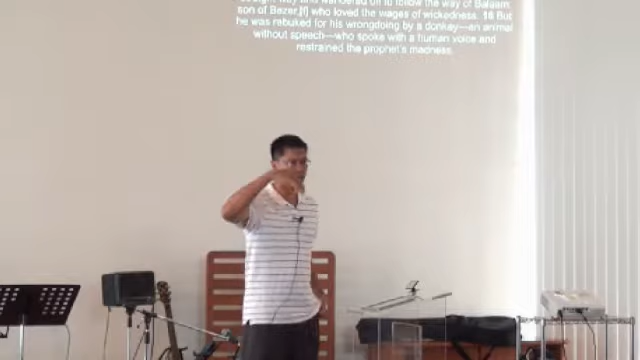 way and wandered off to follow the way of Balaam
son of Bezer,[f] who loved the wages of wickedness. 16 But
he was rebuked for his wrongdoing by a donkey—an animal
without speech—who spoke with a human voice and
restrained the prophet's madness.